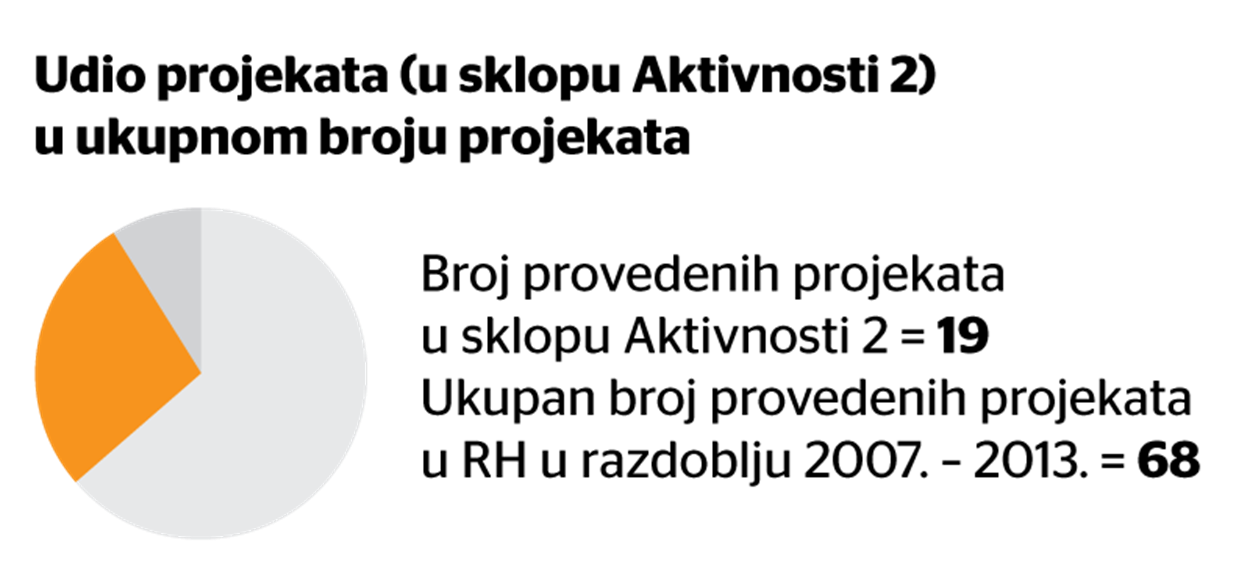 Udio projekata (u sklopu Aktivnosti 2)
u ukupnom broju projekata
Broj provedenih projekata
u sklopu Aktivnosti 2 = 19
Ukupan broj provedenih projekata
u RH u razdoblju 2007. – 2013. = 68